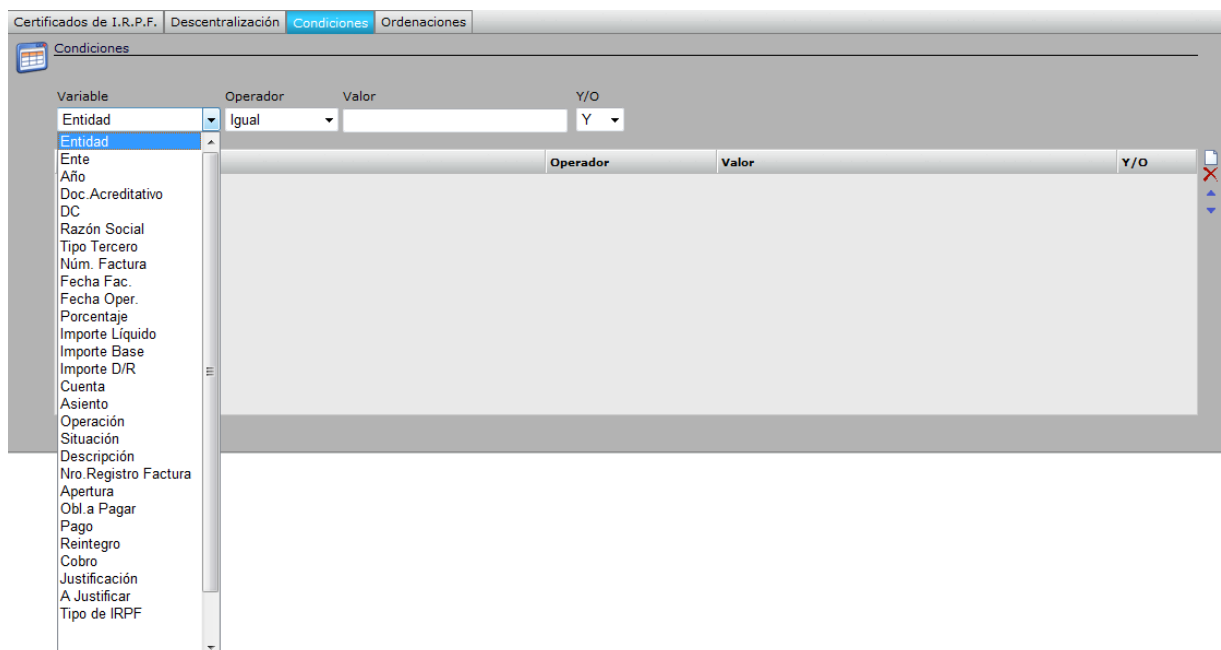 Certificados de I.R.P.F. Descentralización Condiciones Ordenaciones
Condiciones
Variable Operador Valor Y/O
Entidad Igual Y
Entidad
Ente
Operador Valor Y/O
Año
Doc.Acreditativo
DC
Razón Social
Tipo Tercero
Núm. Factura
Fecha Fac.
Fecha Oper.
Porcentaje
Importe Líquido
Importe Base
Importe D/R
Cuenta
Asiento
Operación
Situación
Descripción
Nro.Registro Factura
Apertura
Obl.a Pagar
Pago
Reintegro
Cobro
Justificación
A Justificar
Tipo de IRPF